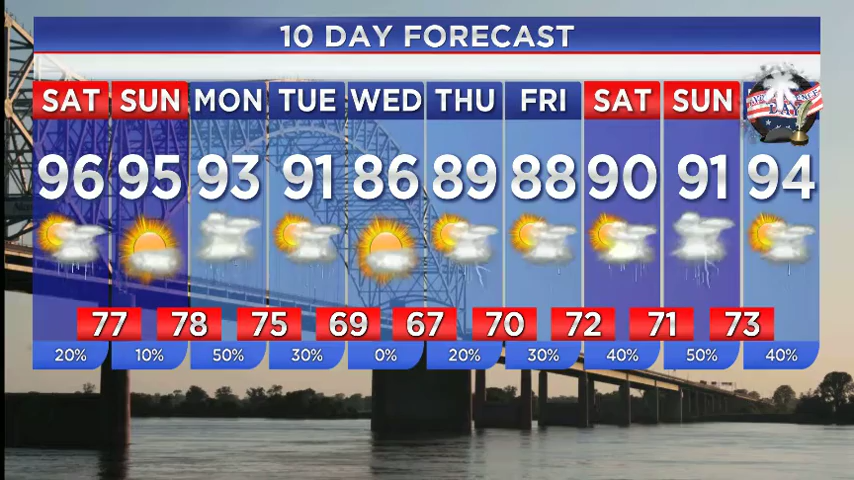 10 DAY FORECAST
SAT SUN MON TUE WED THU FRI SAT SUN
DAY
96 95 93 91 86 89 88 90 91 94
77 78 75 69 67 70 72 71 73
20% 10% 50% 30% 0% 20% 30% 40% 50% 40%